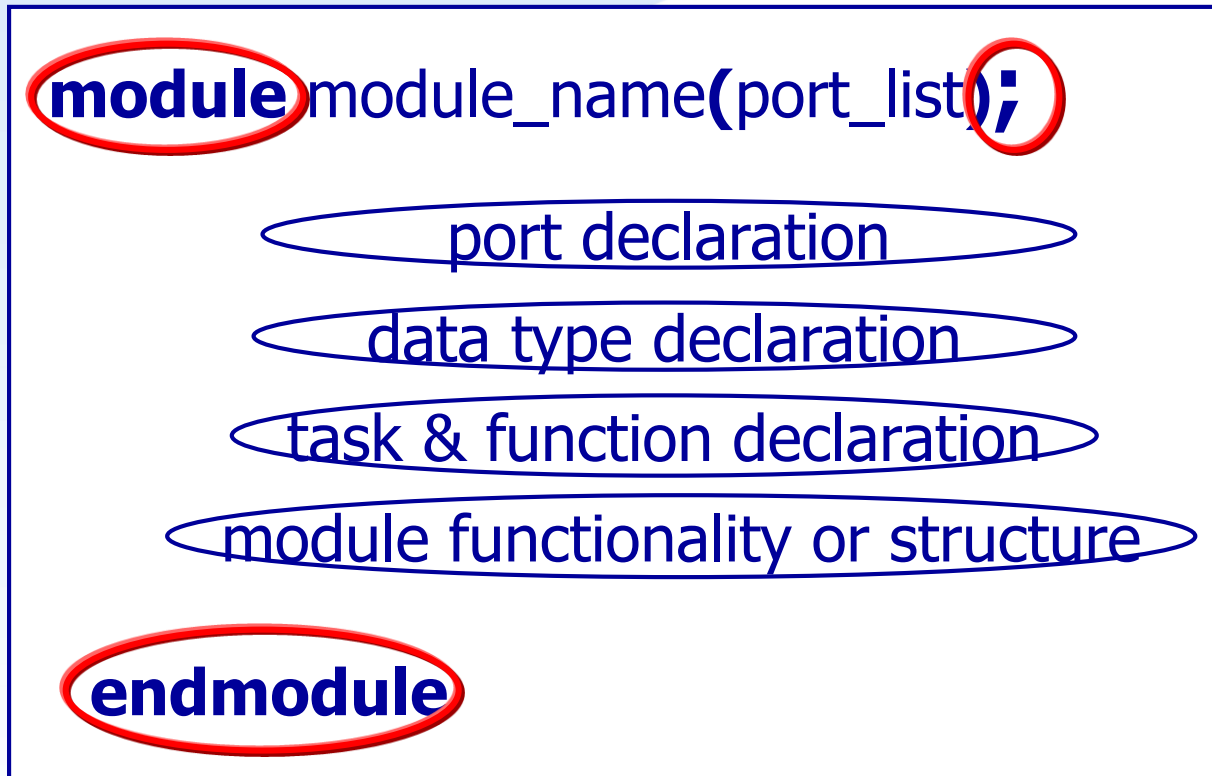 module module_name(port_list);
port declaration
data type declaration
task & function declaration
module functionality or structure
endmodule